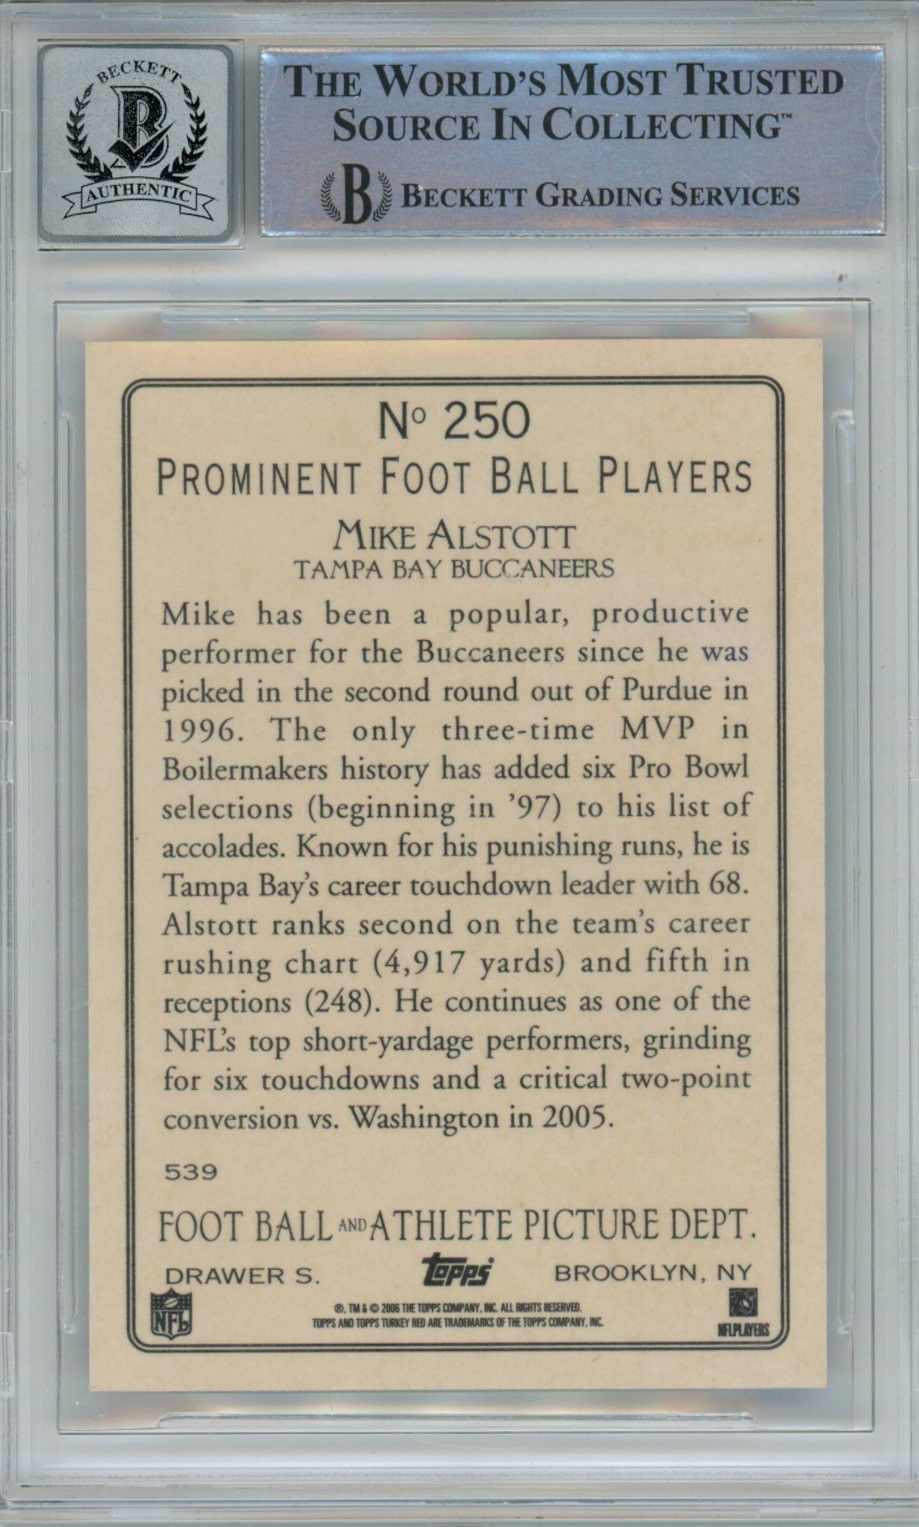 BECKETT
B
AUTHENTIC
THE WORLD'S MOST TRUSTED
SOURCE IN COLLECTING™
B BECKETT GRADING SERVICES
Nº 250
PROMINENT FOOT BALL PLAYERS
MIKE ALSTOTT
TAMPA BAY BUCCANEERS
Mike has been a popular, productive
performer for the Buccaneers since he was
picked in the second round out of Purdue in
1996. The only three-time MVP in
Boilermakers history has added six Pro Bowl
selections (beginning in '97) to his list of
accolades. Known for his punishing runs, he is
Tampa Bay's career touchdown leader with 68.
Alstott ranks second on the team's career
rushing chart (4,917 yards) and fifth in
receptions (248). He continues as one of the
NFL's top short-yardage performers, grinding
for six touchdowns and a critical two-point
conversion vs. Washington in 2005.
539
FOOT BALL AND ATHLETE PICTURE DEPT.
DRAWER S. Topps BROOKLYN, NY
®, TM & © 2006 THE TOPPS COMPANY, INC. ALL RIGHTS RESERVED.
TOPPS AND TOPPS TURKEY RED ARE TRADEMARKS OF THE TOPPS COMPANY, INC.
NFL
NFLPLAYERS